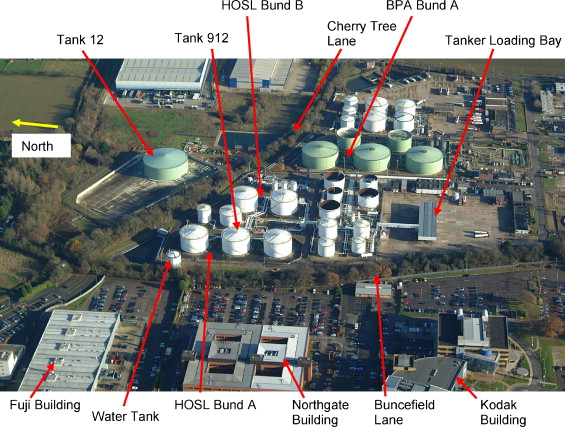 HOSL Bund B
BPA Bund A
Tank 12
Tank 912
Cherry Tree
Lane
Tanker Loading Bay
North
Fuji Building
Water Tank
HOSL Bund A
Northgate
Building
Buncefield
Lane
Kodak
Building